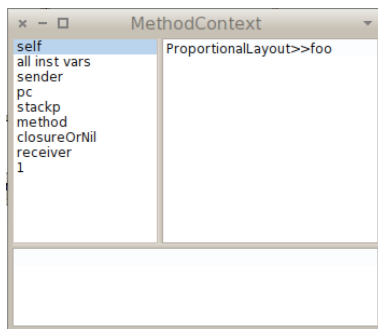 MethodContext
self
all inst vars
sender
pc
stackp
method
closureOrNil
receiver
1
ProportionalLayout>>foo